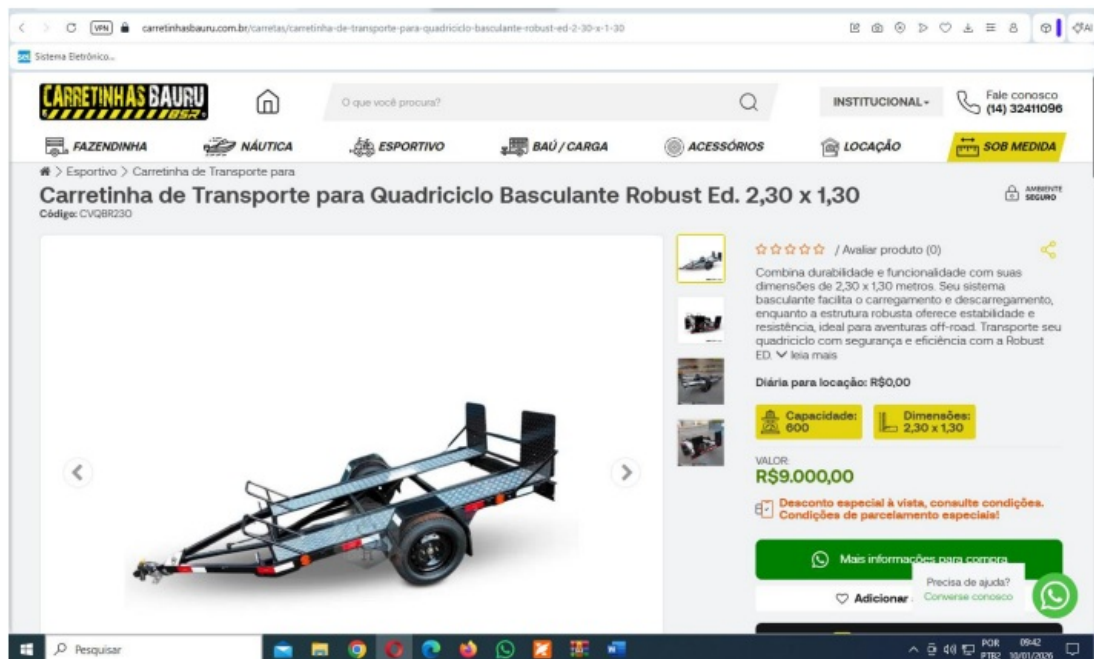 VPN
carretinhasbauru.com.br/carretas/carretinha-de-transporte-para-quadriciclo-basculante-robust-ed-2-30-x-1-30
AI
sei
Sistema Eletrônico...
CARRETINHAS BAURU
BSR
O que você procura?
INSTITUCIONAL
Fale conosco
(14) 32411096
FAZENDINHA
NÁUTICA
ESPORTIVO
BAÚ / CARGA
ACESSÓRIOS
LOCAÇÃO
SOB MEDIDA
> Esportivo > Carretinha de Transporte para
Carretinha de Transporte para Quadriciclo Basculante Robust Ed. 2,30 x 1,30
Código: CVQBR230
AMBIENTE
SEGURO
/ Avaliar produto (0)
Combina durabilidade e funcionalidade com suas
dimensões de 2,30 x 1,30 metros. Seu sistema
basculante facilita o carregamento e descarregamento,
enquanto a estrutura robusta oferece estabilidade e
resistência, ideal para aventuras off-road. Transporte seu
quadriciclo com segurança e eficiência com a Robust
ED. leia mais
Diária para locação: R$0,00
Capacidade:
600
Dimensões:
2,30 x 1,30
VALOR:
R$9.000,00
Desconto especial à vista, consulte condições.
Condições de parcelamento especiais!
Mais informações para compra
Adicionar
Precisa de ajuda?
Converse conosco
Pesquisar
POR
PTB2
09:42
10/01/2026